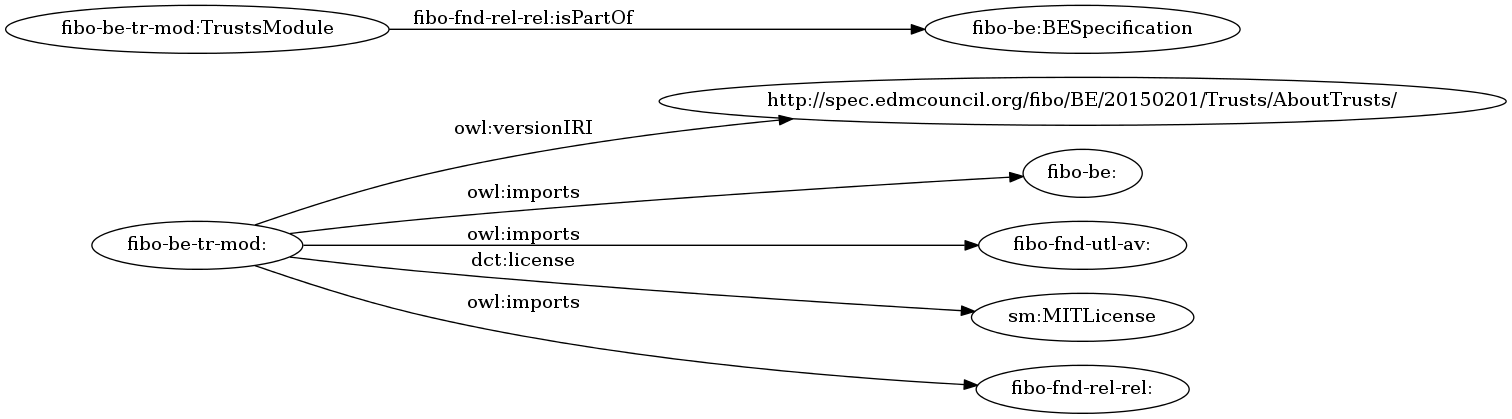 fibo-be-tr-mod:TrustsModule
fibo-fnd-rel-rel:isPartOf
fibo-be:BESpecification
http://spec.edmcouncil.org/fibo/BE/20150201/Trusts/AboutTrusts/
owl:versionIRI
fibo-be:
owl:imports
fibo-be-tr-mod:
owl:imports
fibo-fnd-utl-av:
dct:license
sm:MITLicense
owl:imports
fibo-fnd-rel-rel: